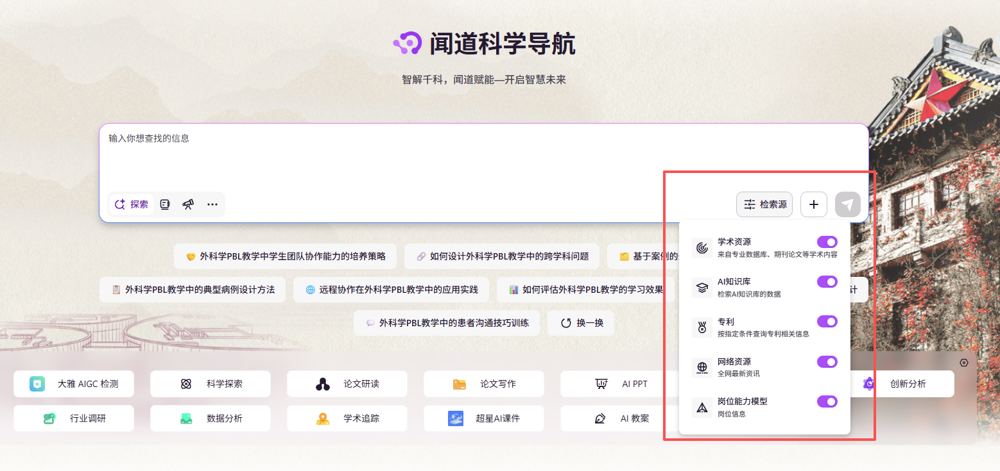 闻道科学导航
智解千科，闻道赋能—开启智慧未来
输入你想查找的信息
探索
检索源
外科学PBL教学中学生团队协作能力的培养策略
如何设计外科学PBL教学中的跨学科问题
基于案例的
外科学PBL教学中的典型病例设计方法
远程协作在外科学PBL教学中的应用实践
如何评估外科学PBL教学的学习效果
计
外科学PBL教学中的患者沟通技巧训练
换一换
学术资源
来自专业数据库、期刊论文等学术内容
AI知识库
检索AI知识库的数据
专利
按指定条件查询专利相关信息
网络资源
全网最新资讯
岗位能力模型
岗位信息
大雅 AIGC 检测
科学探索
论文研读
论文写作
AI PPT
创新分析
行业调研
数据分析
学术追踪
超星AI课件
AI 教案